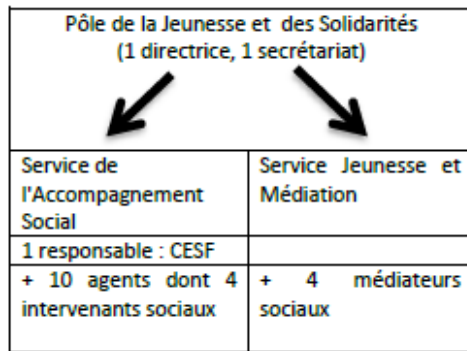 Pôle de la Jeunesse et des Solidarités
(1 directrice, 1 secrétariat)
Service de
l'Accompagnement
Social
Service Jeunesse et
Médiation
1 responsable : CESF
+ 10 agents dont 4
intervenants sociaux
+ 4 médiateurs
sociaux